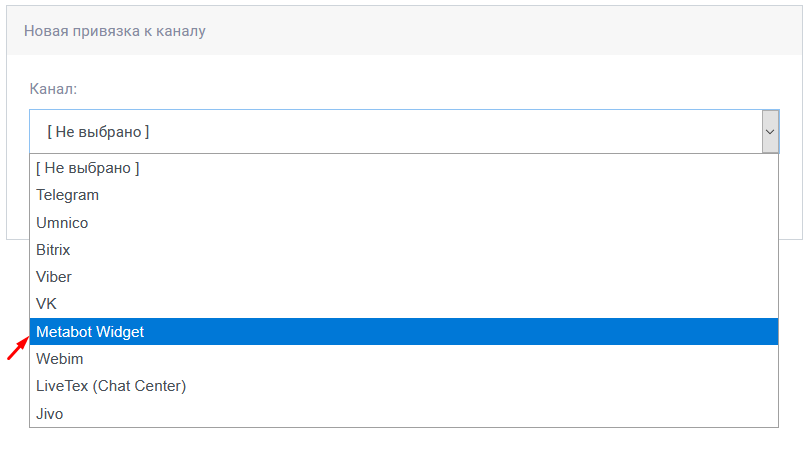 Новая привязка к каналу
Канал:
[ Не выбрано ]
[ Не выбрано ]
Telegram
Umnico
Bitrix
Viber
VK
Metabot Widget
Webim
LiveTex (Chat Center)
Jivo